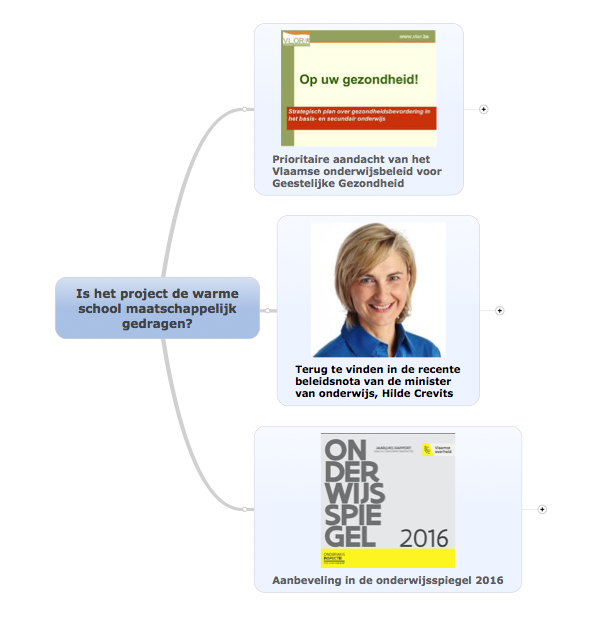 VLOR
www.vlor.be
Op uw gezondheid!
Strategisch plan over gezondheidsbevordering in
het basis- en secundair onderwijs
Prioritaire aandacht van het
Vlaamse onderwijsbeleid voor
Geestelijke Gezondheid
Is het project de warme
school maatschappelijk
gedragen?
Terug te vinden in de recente
beleidsnota van de minister
van onderwijs, Hilde Crevits
ON
DER
WIJS
SPIE
GEL
Vlaamse
overheid
2016
ONDERWIJS
INSPECTIE
Aanbeveling in de onderwijsspiegel 2016